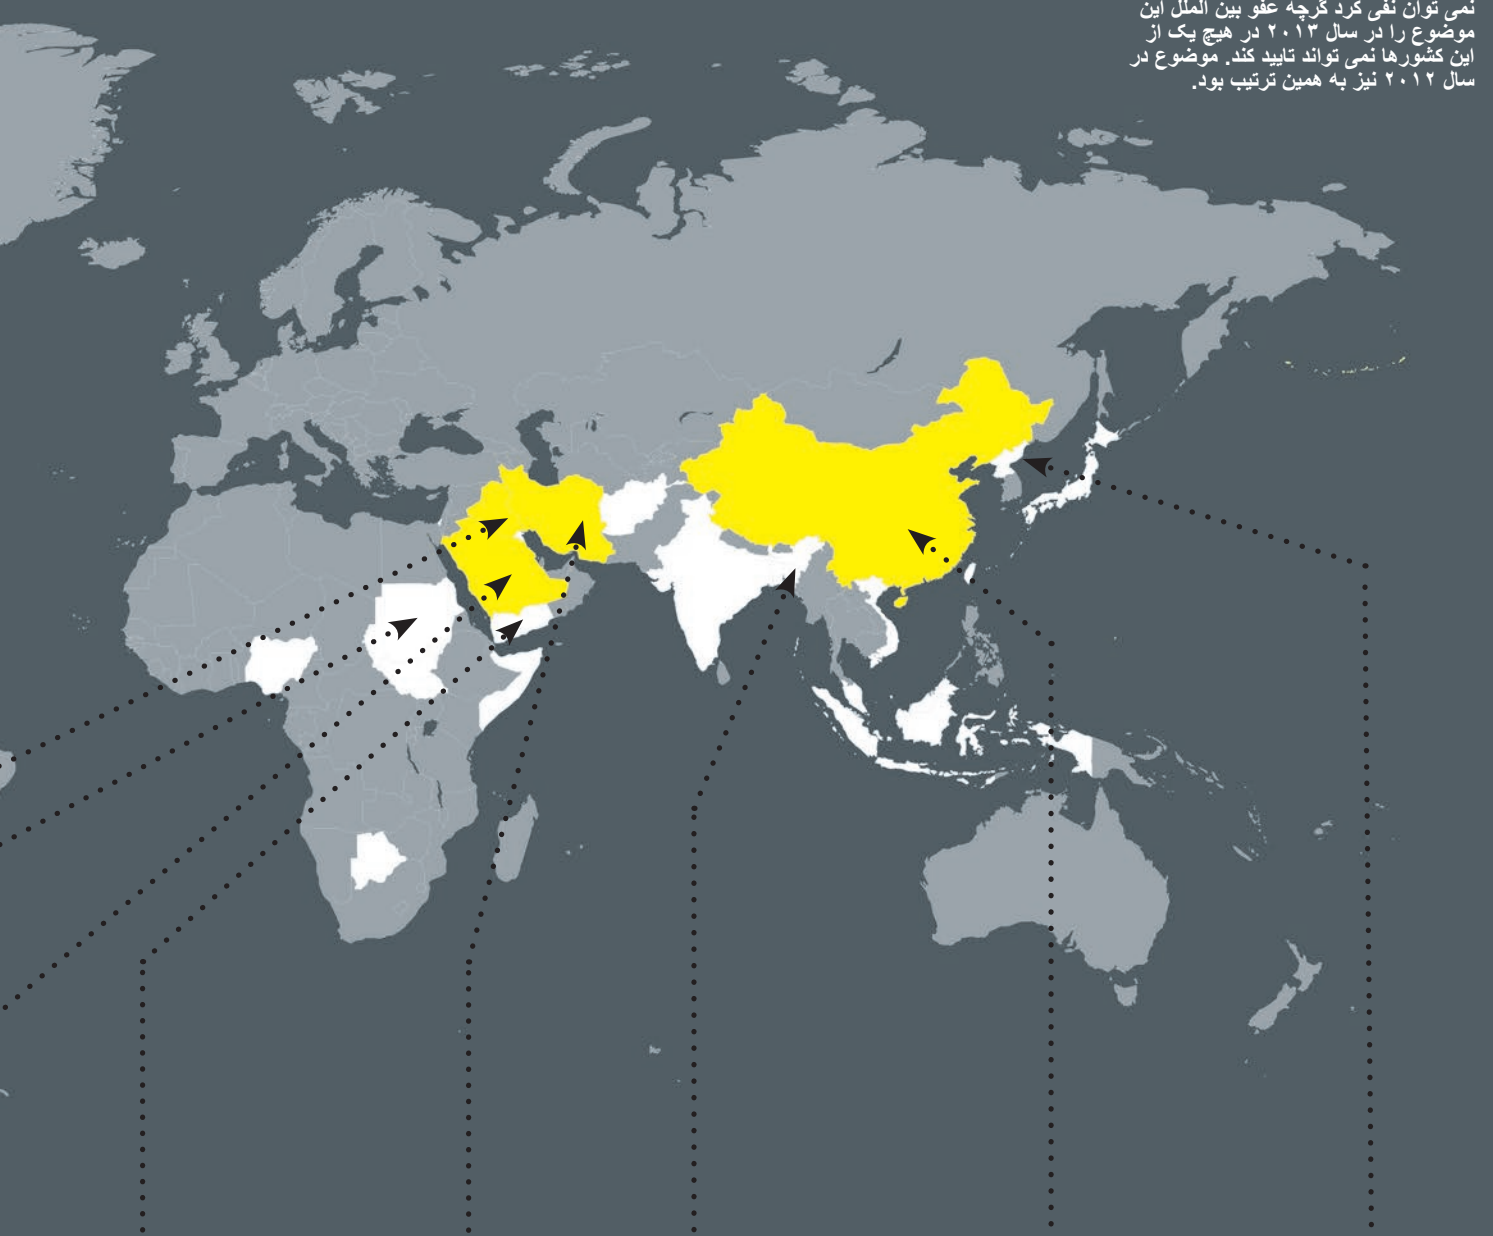 نمی توان نفی کرد گرچه عفو بین الملل این
موضوع را در سال ۲۰۱۳ در هیچ یک از
این کشورها نمی تواند تایید کند. موضوع در
سال ۲۰۱۲ نیز به همین ترتیب بود.